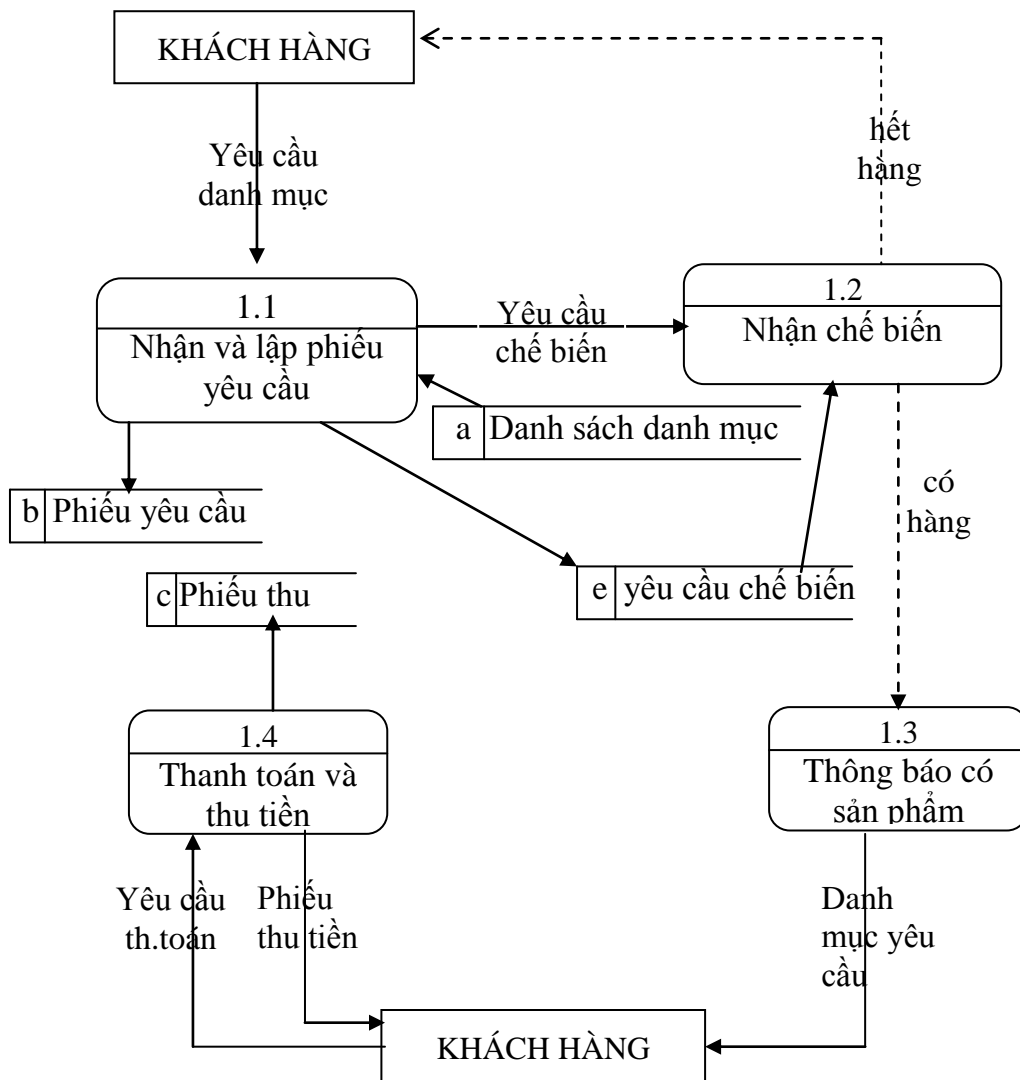 KHÁCH HÀNG
hết
hàng
Yêu cầu
danh mục
1.1
Nhận và lập phiếu
yêu cầu
Yêu cầu
chế biến
1.2
Nhận chế biến
a Danh sách danh mục
b Phiếu yêu cầu
có
hàng
c Phiếu thu
e yêu cầu chế biến
1.4
Thanh toán và
thu tiền
1.3
Thông báo có
sản phẩm
Yêu cầu
th.toán
Phiếu
thu tiền
Danh
mục yêu
cầu
KHÁCH HÀNG